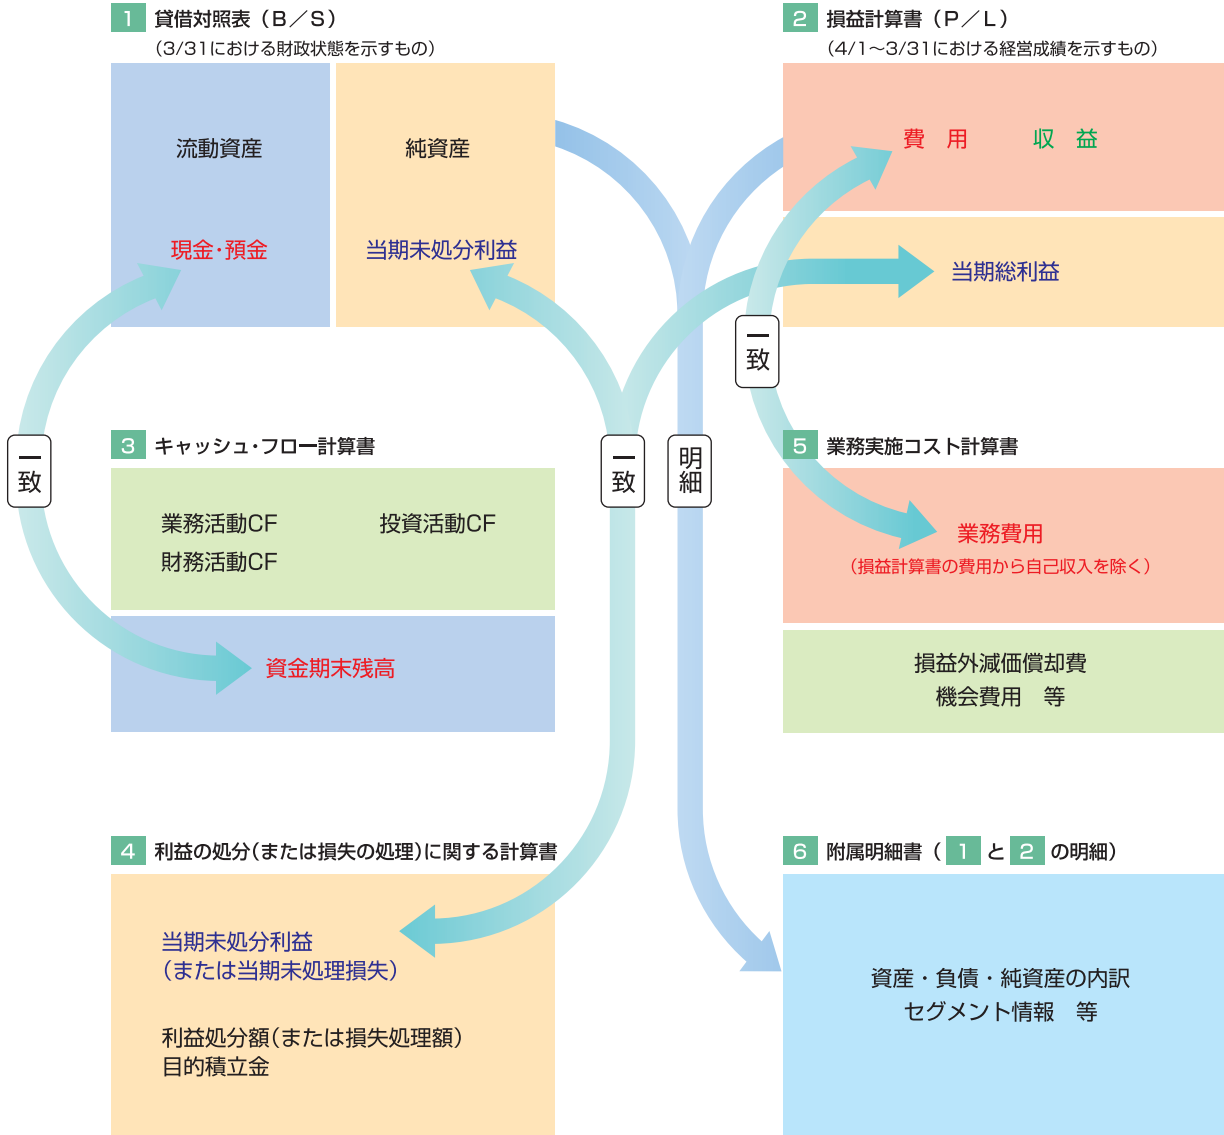 1 貸借対照表（B／S）
（3/31における財政状態を示すもの）
流動資産
純資産
現金・預金
当期未処分利益
2 損益計算書（P／L）
（4/1～3/31における経営成績を示すもの）
費　用
収　益
当期総利益
一致
一致
一致
明細
3 キャッシュ・フロー計算書
業務活動CF
投資活動CF
財務活動CF
資金期末残高
5 業務実施コスト計算書
業務費用
（損益計算書の費用から自己収入を除く）
損益外減価償却費
機会費用　等
4 利益の処分（または損失の処理）に関する計算書
当期未処分利益
（または当期未処理損失）
利益処分額（または損失処理額）
目的積立金
6 附属明細書（ 1 と 2 の明細）
資産・負債・純資産の内訳
セグメント情報　等